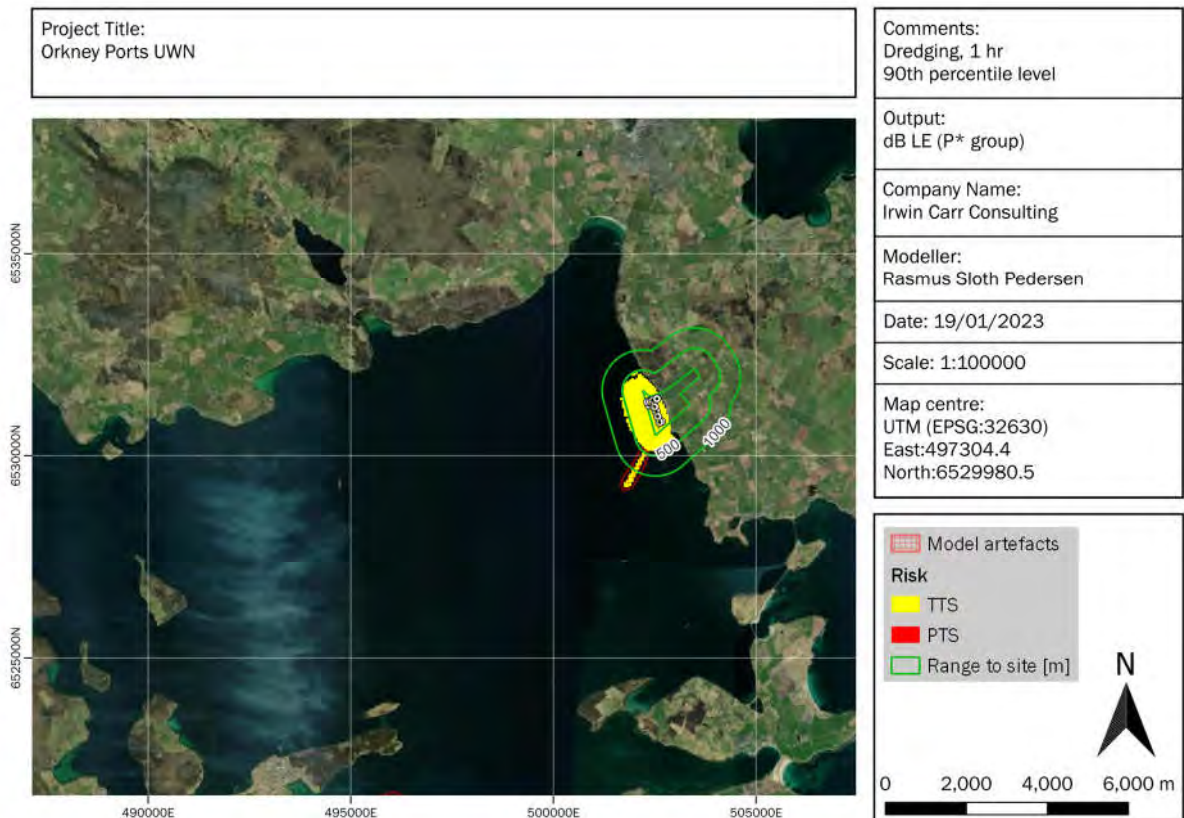 Project Title:
Orkney Ports UWN
Comments:
Dredging, 1 hr
90th percentile level
Output:
dB LE (P* group)
Company Name:
Irwin Carr Consulting
Modeller:
Rasmus Sloth Pedersen
Date: 19/01/2023
Scale: 1:100000
Map centre:
UTM (EPSG:32630)
East:497304.4
North:6529980.5
6535000N
6530000N
6525000N
500
1000
490000E
495000E
500000E
505000E
Model artefacts
Risk
TTS
PTS
Range to site [m]
N
0 2,000 4,000 6,000 m